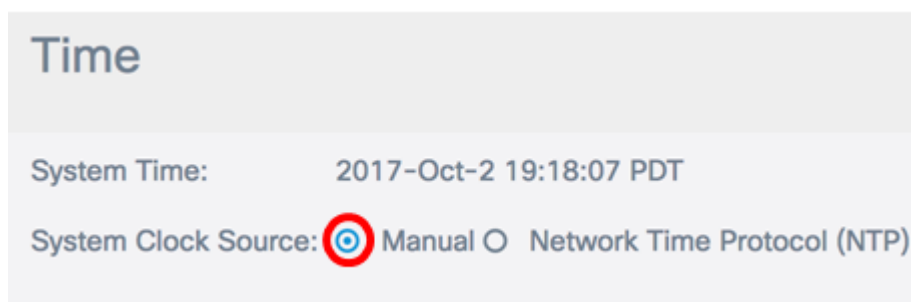 Time
System Time: 2017-Oct-2 19:18:07 PDT
System Clock Source: Manual Network Time Protocol (NTP)